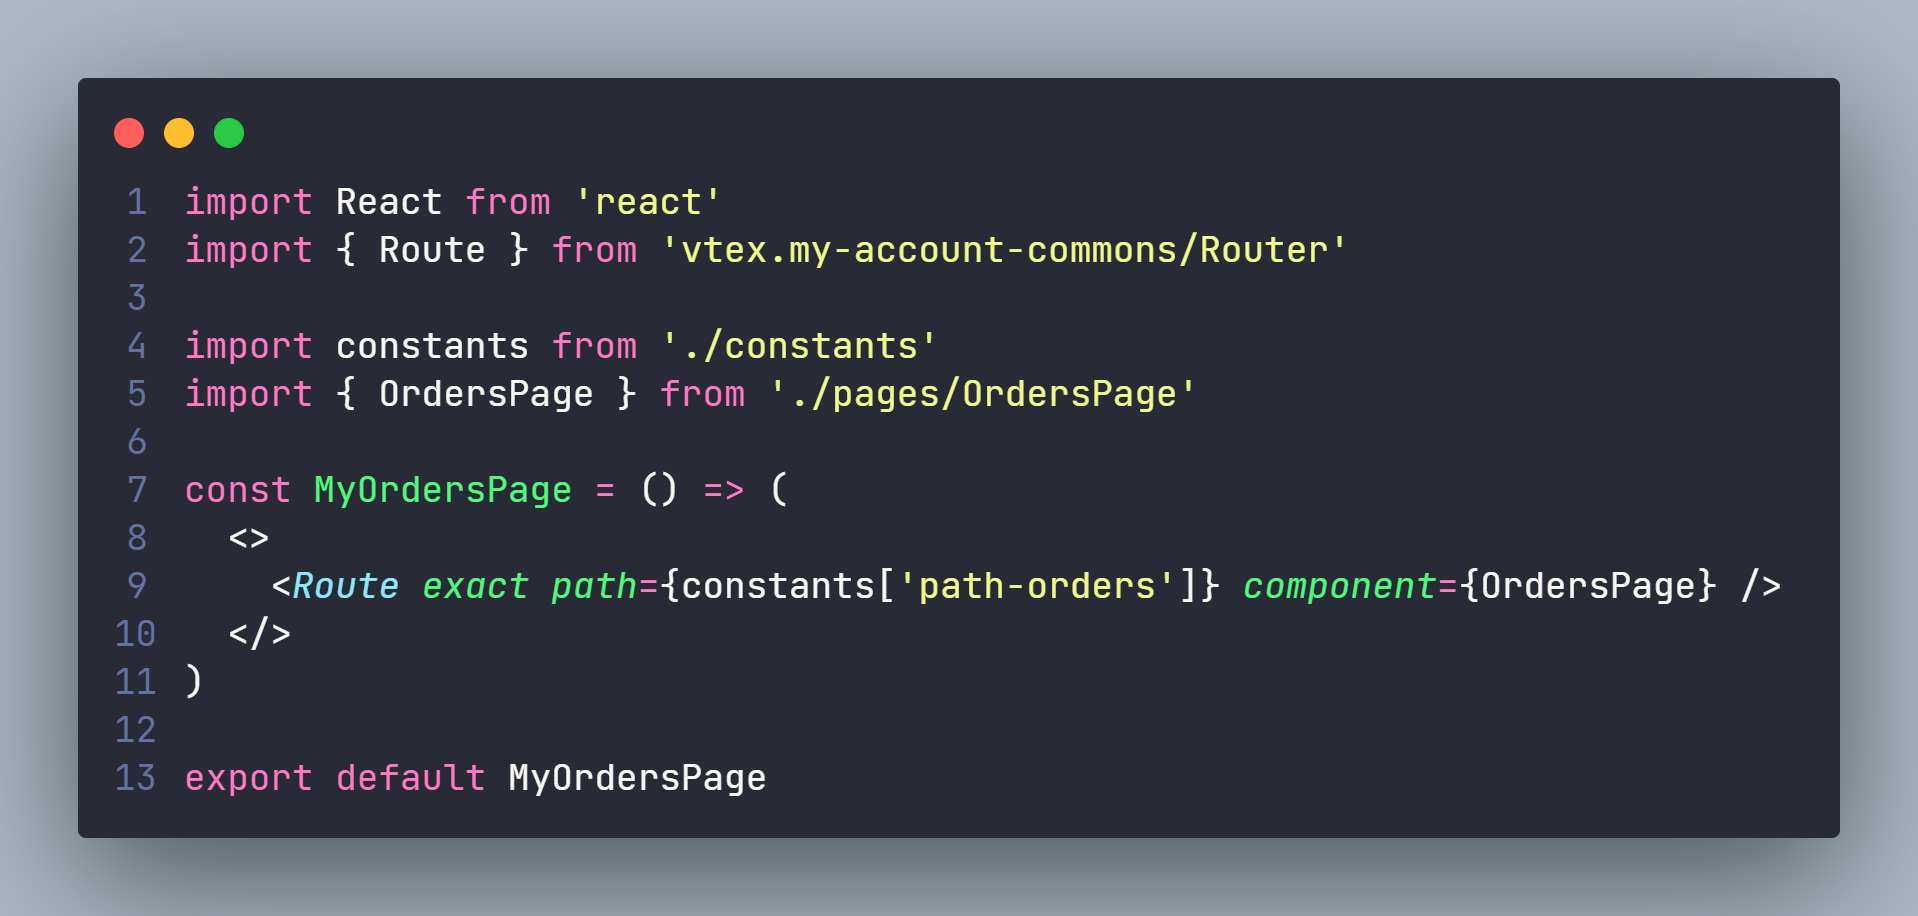 1 import React from 'react'
2 import { Route } from 'vtex.my-account-commons/Router'
3
4 import constants from './constants'
5 import { OrdersPage } from './pages/OrdersPage'
6
7 const MyOrdersPage = () => (
8   <>
9     <Route exact path={constants['path-orders']} component={OrdersPage} />
10   </>
11 )
12
13 export default MyOrdersPage